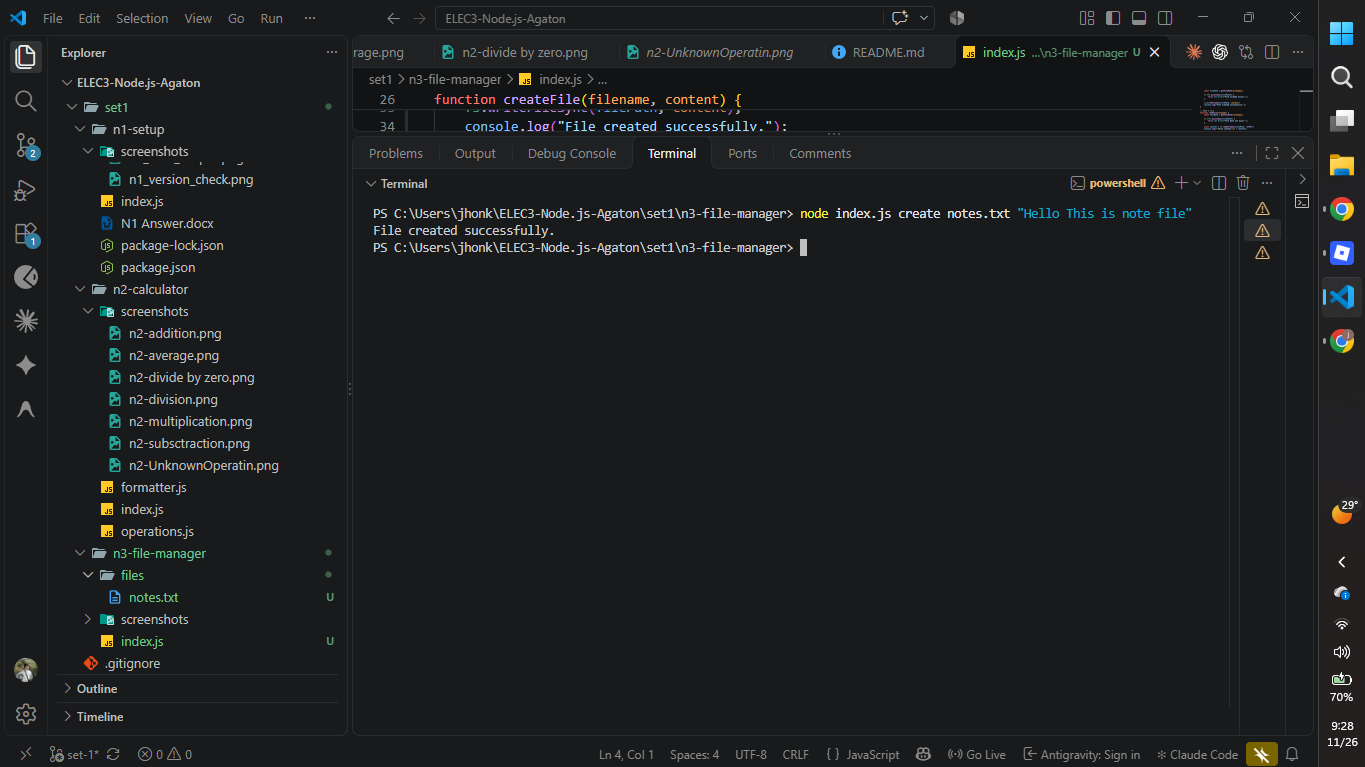 File Edit Selection View Go Run ···
ELEC3-Node.js-Agaton
Explorer
ELEC3-Node.js-Agaton
set1
n1-setup
screenshots
n1_version_check.png
index.js
N1 Answer.docx
package-lock.json
package.json
n2-calculator
screenshots
n2-addition.png
n2-average.png
n2-divide by zero.png
n2-division.png
n2-multiplication.png
n2-subsctraction.png
n2-UnknownOperatin.png
formatter.js
index.js
operations.js
n3-file-manager
files
notes.txt U
screenshots
index.js U
.gitignore
Outline
Timeline
rage.png n2-divide by zero.png n2-UnknownOperatin.png README.md index.js ...\n3-file-manager U
set1 > n3-file-manager > index.js > ...
26 function createFile(filename, content) {
34 console.log("File created successfully.");
Problems Output Debug Console Terminal Ports Comments
Terminal
powershell
PS C:\Users\jhonk\ELEC3-Node.js-Agaton\set1\n3-file-manager> node index.js create notes.txt "Hello This is note file"
File created successfully.
PS C:\Users\jhonk\ELEC3-Node.js-Agaton\set1\n3-file-manager>
2
1
set-1* 0 0 Ln 4, Col 1 Spaces: 4 UTF-8 CRLF { } JavaScript Go Live Antigravity: Sign in Claude Code
29°
70%
9:28
11/26